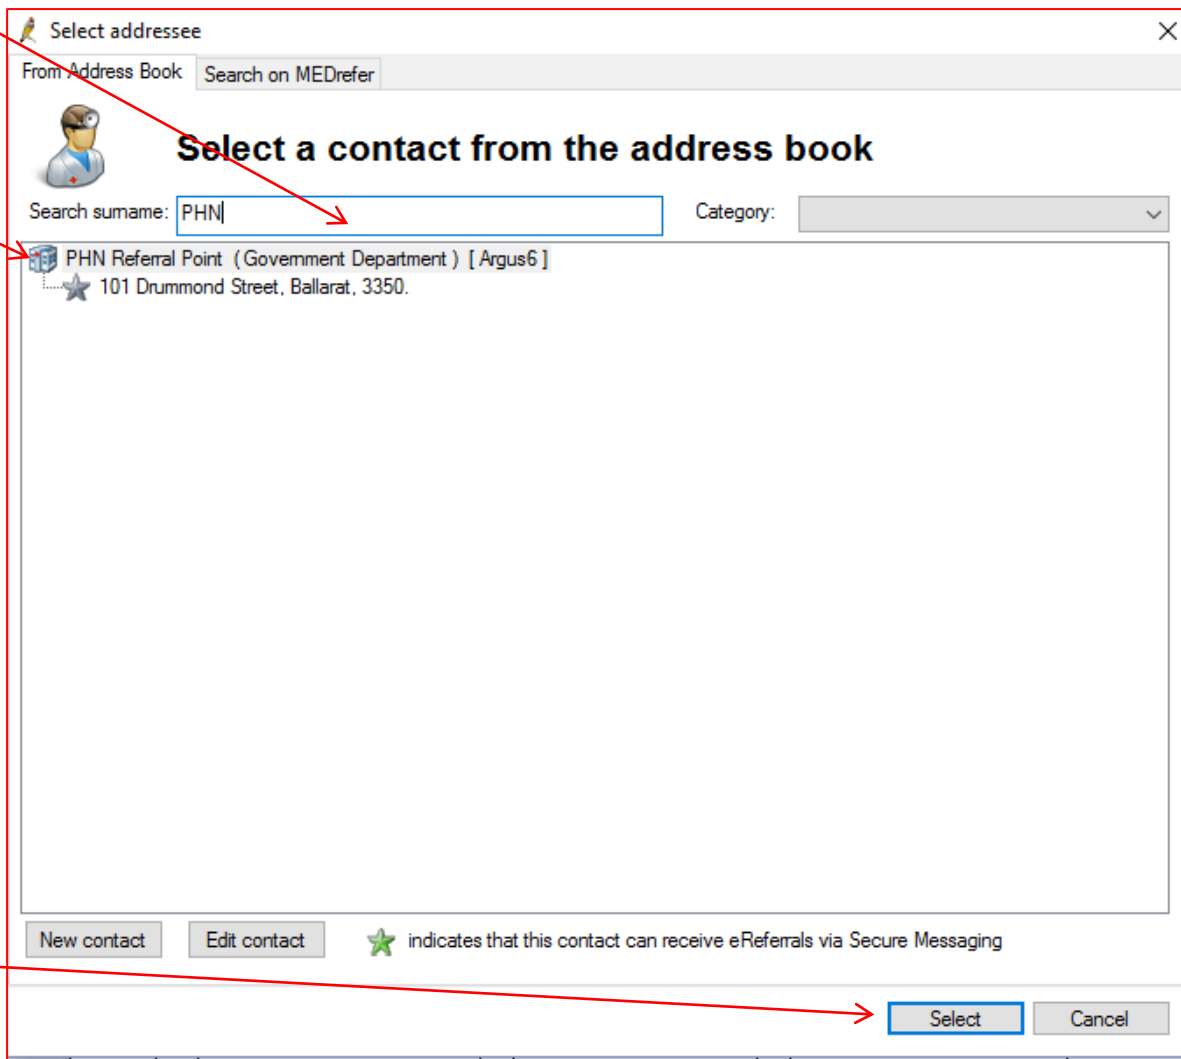 Select addressee
From Address Book Search on MEDrefer
Select a contact from the address book
Search surname: PHN Category:
PHN Referral Point ( Government Department ) [ Argus6 ]
101 Drummond Street, Ballarat, 3350.
New contact Edit contact indicates that this contact can receive eReferrals via Secure Messaging
Select Cancel